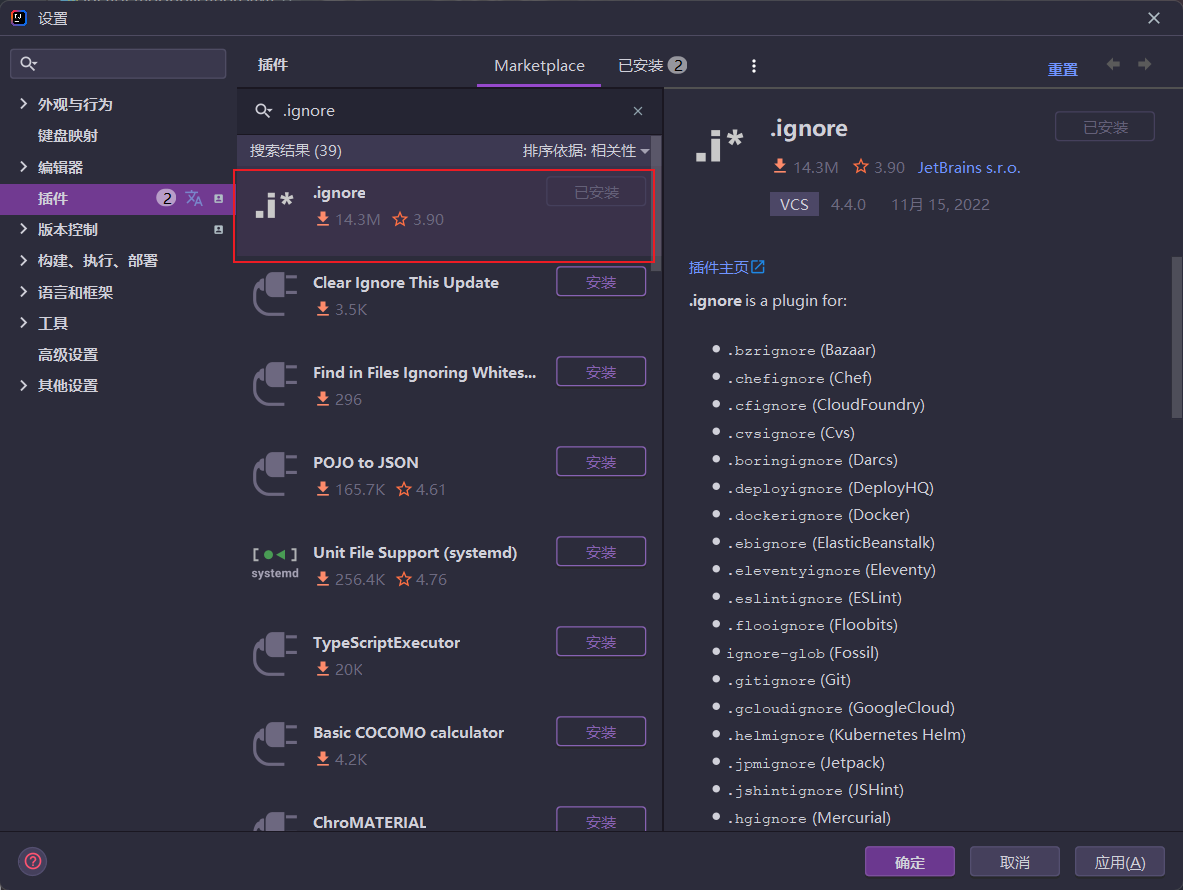 设置
插件
Marketplace
已安装 2
重置
外观与行为
键盘映射
编辑器
插件 2
版本控制
构建、执行、部署
语言和框架
工具
高级设置
其他设置
.ignore
搜索结果 (39)
排序依据: 相关性
.ignore
已安装
14.3M 3.90
Clear Ignore This Update
安装
3.5K
Find in Files Ignoring Whites...
安装
296
POJO to JSON
安装
165.7K 4.61
systemd
Unit File Support (systemd)
安装
256.4K 4.76
TypeScriptExecutor
安装
20K
Basic COCOMO calculator
安装
4.2K
ChroMATERIAL
安装
.ignore
已安装
14.3M 3.90 JetBrains s.r.o.
VCS 4.4.0 11月 15, 2022
插件主页
.ignore is a plugin for:
.bzrignore (Bazaar)
.chefignore (Chef)
.cfignore (CloudFoundry)
.cvsignore (Cvs)
.boringignore (Darcs)
.deployignore (DeployHQ)
.dockerignore (Docker)
.ebignore (ElasticBeanstalk)
.eleventyignore (Eleventy)
.eslintignore (ESLint)
.flooignore (Floobits)
ignore-glob (Fossil)
.gitignore (Git)
.gcloudignore (GoogleCloud)
.helmignore (Kubernetes Helm)
.jpmignore (Jetpack)
.jshintignore (JSHint)
.hgignore (Mercurial)
确定
取消
应用(A)